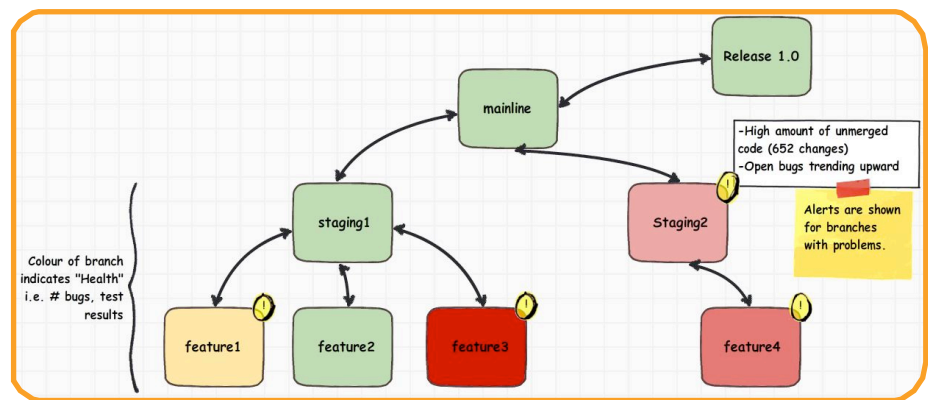 Release 1.0
mainline
-High amount of unmerged
code (652 changes)
-Open bugs trending upward
staging1
Staging2
Alerts are shown
for branches
with problems.
Colour of branch
indicates "Health"
i.e. # bugs, test
results
feature1
feature2
feature3
feature4
!
!
!
!